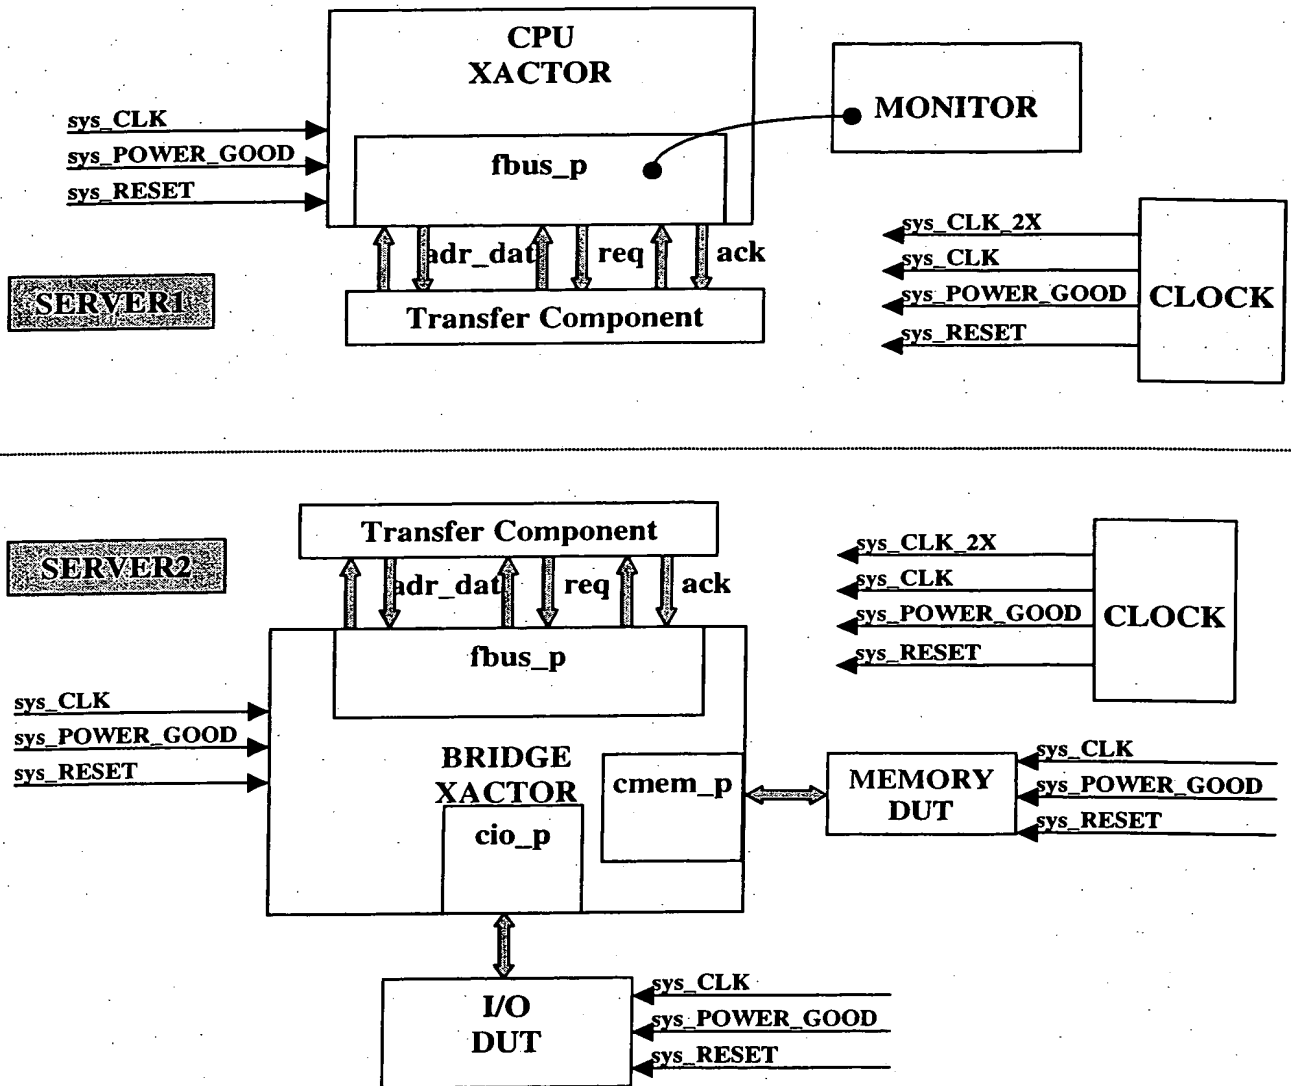 CPU
XACTOR
MONITOR
sys_CLK
sys_POWER_GOOD
sys_RESET
fbus_p
sys_CLK_2X
sys_CLK
sys_POWER_GOOD
sys_RESET
CLOCK
adr_dat
req
ack
SERVER1
Transfer Component
Transfer Component
SERVER2
adr_dat
req
ack
sys_CLK_2X
sys_CLK
sys_POWER_GOOD
sys_RESET
CLOCK
fbus_p
sys_CLK
sys_POWER_GOOD
sys_RESET
BRIDGE
XACTOR
cmem_p
cio_p
MEMORY
DUT
sys_CLK
sys_POWER_GOOD
sys_RESET
I/O
DUT
sys_CLK
sys_POWER_GOOD
sys_RESET